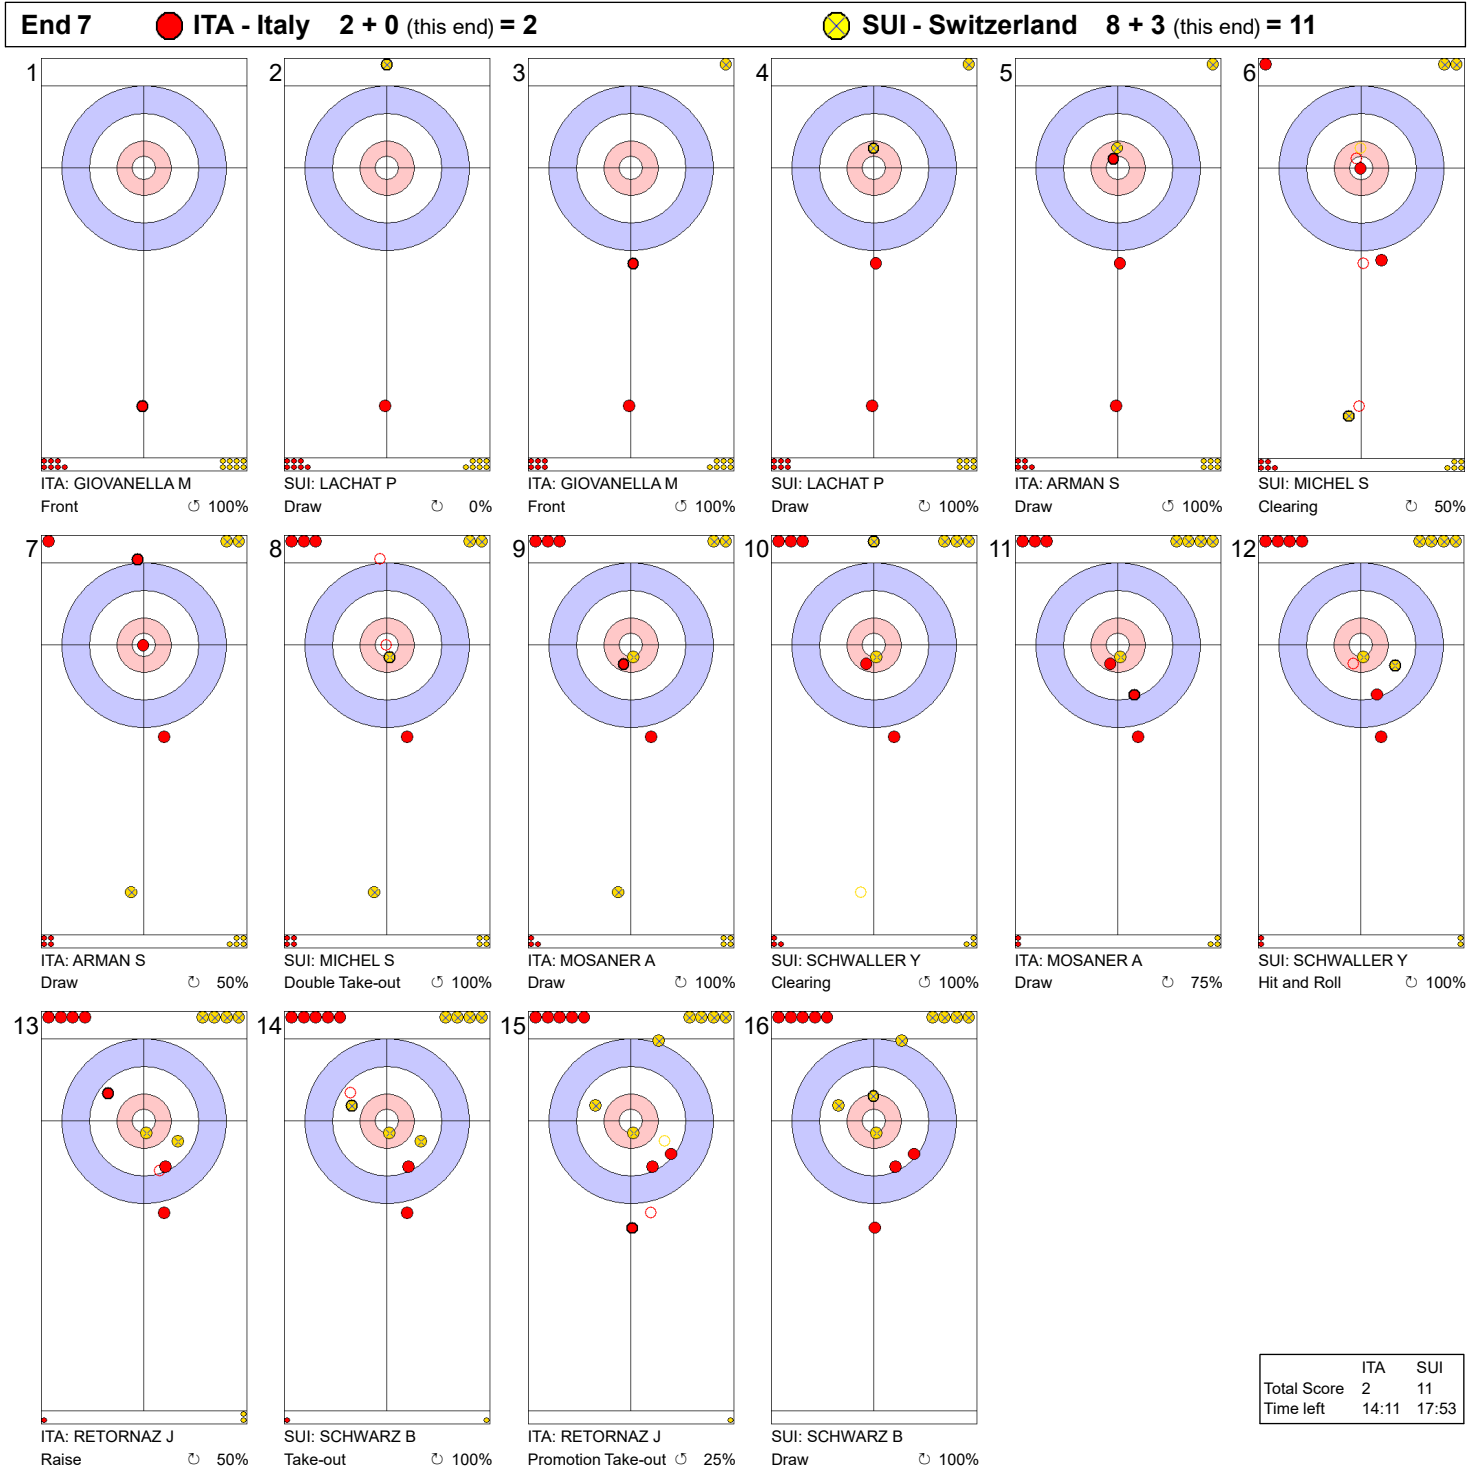 End 7 ITA - Italy 2 + 0 (this end) = 2 SUI - Switzerland 8 + 3 (this end) = 11
1 2 3 4 5 6
ITA: GIOVANELLA M SUI: LACHAT P ITA: GIOVANELLA M SUI: LACHAT P ITA: ARMAN S SUI: MICHEL S
Front ↺ 100% Draw ↻ 0% Front ↺ 100% Draw ↺ 100% Draw ↺ 100% Clearing ↻ 50%
7 8 9 10 11 12
ITA: ARMAN S SUI: MICHEL S ITA: MOSANER A SUI: SCHWALLER Y ITA: MOSANER A SUI: SCHWALLER Y
Draw ↻ 50% Double Take-out ↺ 100% Draw ↺ 100% Clearing ↺ 100% Draw ↻ 75% Hit and Roll ↻ 100%
13 14 15 16
ITA: RETORNAZ J SUI: SCHWARZ B ITA: RETORNAZ J SUI: SCHWARZ B
Raise ↻ 50% Take-out ↻ 100% Promotion Take-out ↺ 25% Draw ↻ 100%
ITA SUI
Total Score 2 11
Time left 14:11 17:53